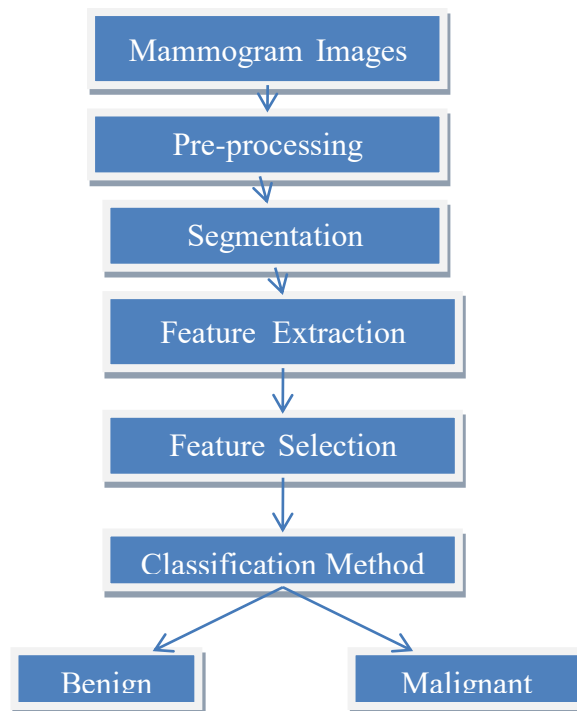 Mammogram Images
Pre-processing
Segmentation
Feature Extraction
Feature Selection
Classification Method
Benign
Malignant